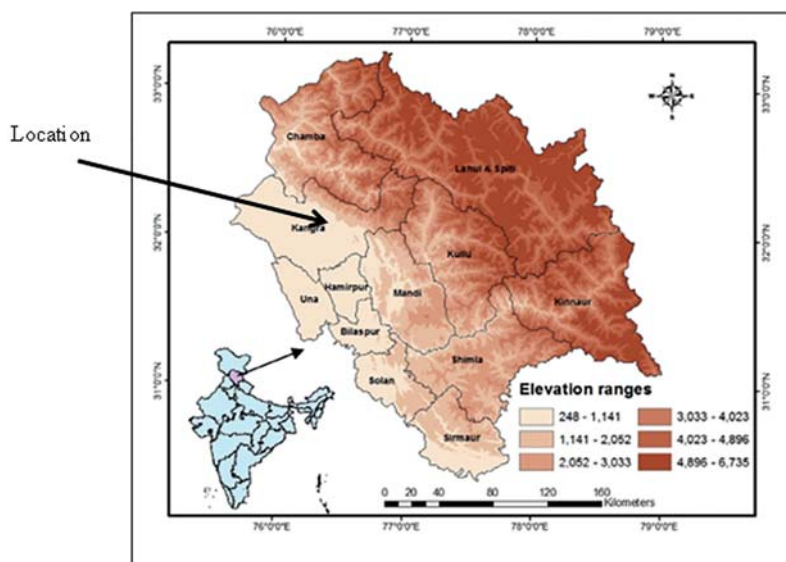 76°0'0"E 77°0'0"E 78°0'0"E 79°0'0"E
33°0'0"N
33°0'0"N
N
W E
S
Location
Chamba
Lahul & Spiti
Kangra
32°0'0"N
32°0'0"N
Kullu
Hamirpur
Mandi
Una
Kinnaur
Bilaspur
Shimla
Solan
31°0'0"N
31°0'0"N
Sirmaur
Elevation ranges
248 - 1,141 3,033 - 4,023
1,141 - 2,052 4,023 - 4,896
2,052 - 3,033 4,896 - 6,735
0 20 40 80 120 160
Kilometers
76°0'0"E 77°0'0"E 78°0'0"E 79°0'0"E